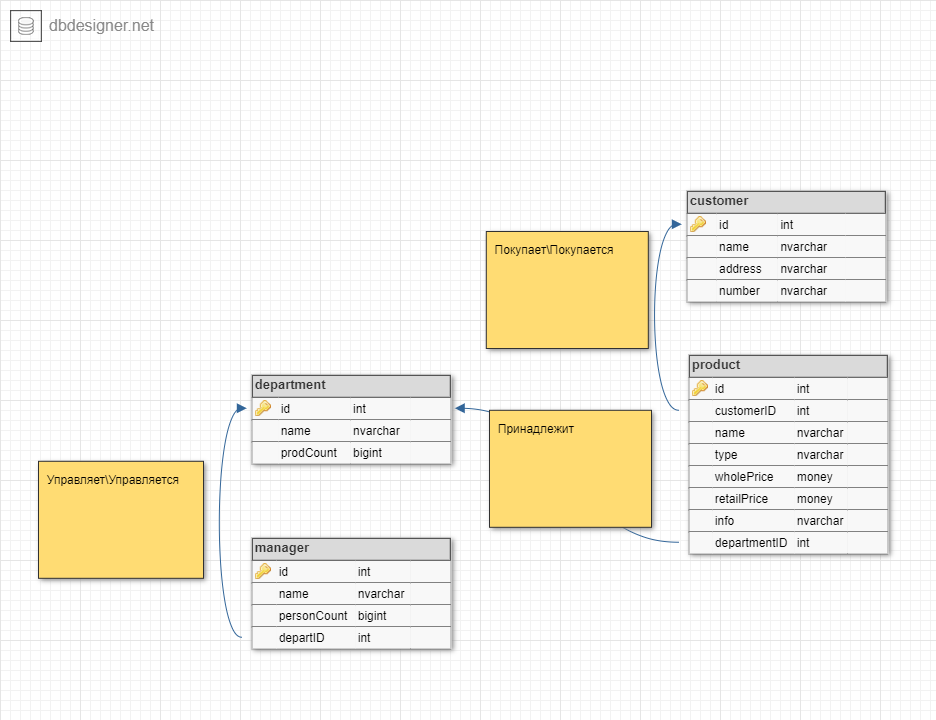 dbdesigner.net
customer
id int
name nvarchar
address nvarchar
number nvarchar
Покупает\Покупается
product
id int
customerID int
name nvarchar
type nvarchar
wholePrice money
retailPrice money
info nvarchar
departmentID int
department
id int
name nvarchar
prodCount bigint
Принадлежит
Управляет\Управляется
manager
id int
name nvarchar
personCount bigint
departID int